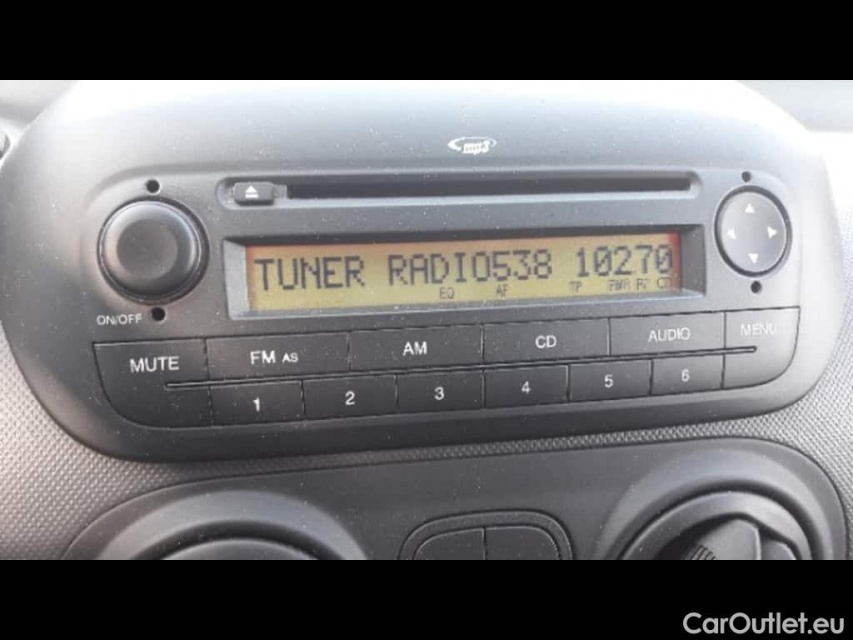 mp3
TUNER RADIO538 10270
EQ AF TP
ON/OFF
MUTE FM AS AM CD AUDIO MENU
1 2 3 4 5 6
CarOutlet.eu